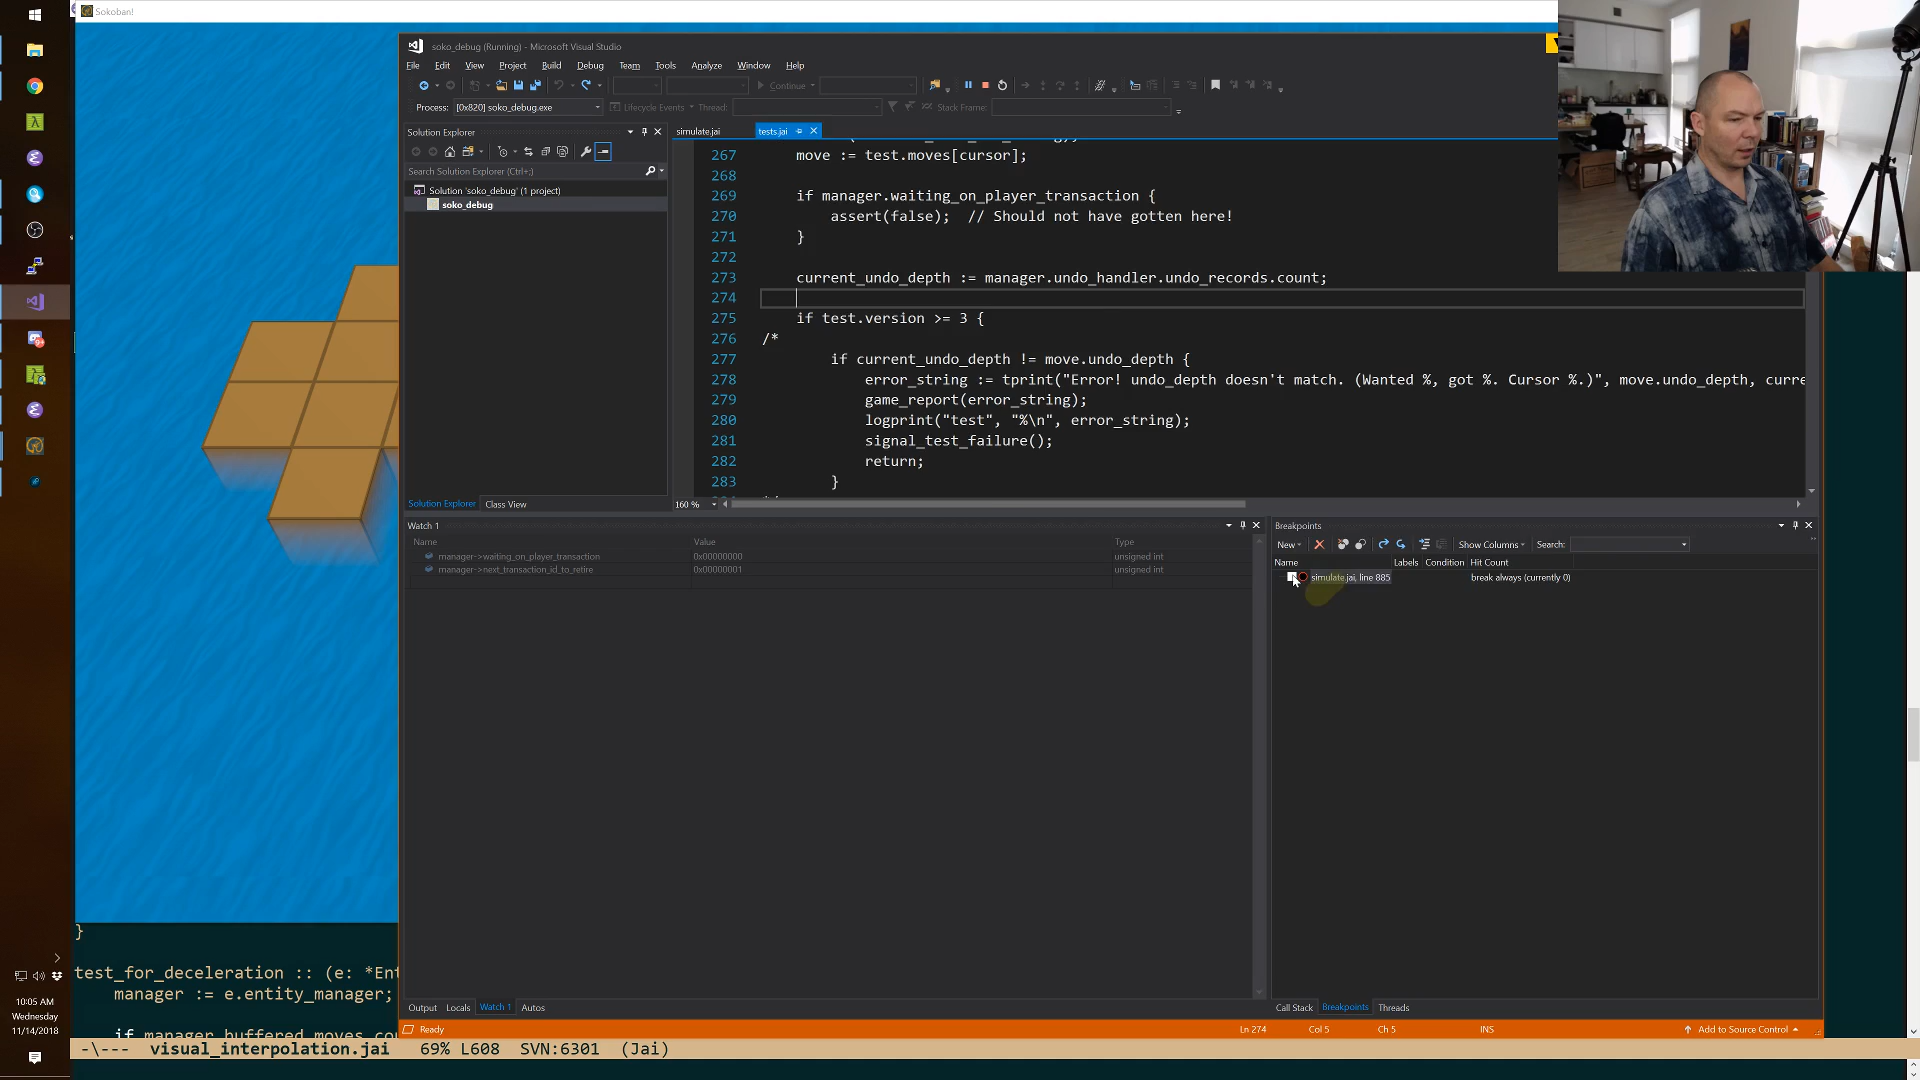 Sokoban!
soko_debug (Running) - Microsoft Visual Studio
File Edit View Project Build Debug Team Tools Analyze Window Help
Continue
Process: [0x820] soko_debug.exe Lifecycle Events Thread: Stack Frame:
Solution Explorer
Search Solution Explorer (Ctrl+;)
Solution 'soko_debug' (1 project)
soko_debug
Solution Explorer Class View
simulate.jai tests.jai
267 move := test.moves[cursor];
268
269 if manager.waiting_on_player_transaction {
270 assert(false); // Should not have gotten here!
271 }
272
273 current_undo_depth := manager.undo_handler.undo_records.count;
274
275 if test.version >= 3 {
276 /*
277 if current_undo_depth != move.undo_depth {
278 error_string := tprint("Error! undo_depth doesn't match. (Wanted %, got %. Cursor %.)", move.undo_depth, curre
279 game_report(error_string);
280 logprint("test", "%\n", error_string);
281 signal_test_failure();
282 return;
283 }
160 %
Watch 1
Name Value Type
manager->waiting_on_player_transaction 0x00000000 unsigned int
manager->next_transaction_id_to_retire 0x00000001 unsigned int
Output Locals Watch 1 Autos
Breakpoints
New Show Columns Search:
Name Labels Condition Hit Count
simulate.jai, line 885 break always (currently 0)
Call Stack Breakpoints Threads
Ready Ln 274 Col 5 Ch 5 INS Add to Source Control
}
test_for_deceleration :: (e: *Ent
manager := e.entity_manager;
if manager.buffered_moves.cou
-\--- visual_interpolation.jai 69% L608 SVN:6301 (Jai)
10:05 AM
Wednesday
11/14/2018